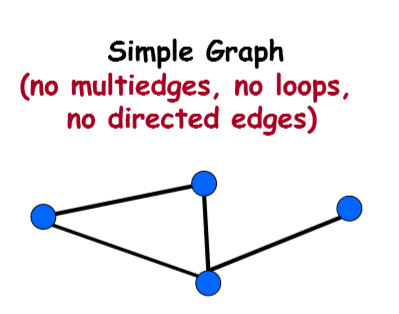 Simple Graph
(no multiedges, no loops,
no directed edges)